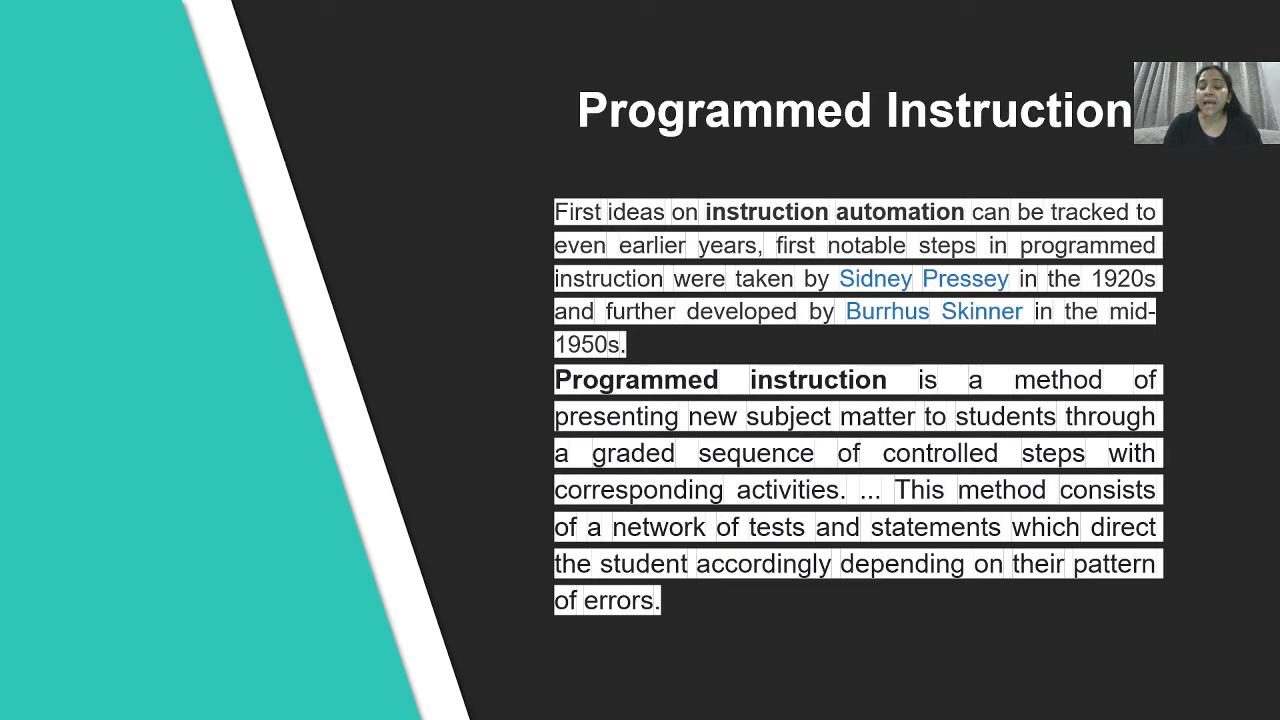 Programmed Instruction
First ideas on instruction automation can be tracked to
even earlier years, first notable steps in programmed
instruction were taken by Sidney Pressey in the 1920s
and further developed by Burrhus Skinner in the mid-
1950s.
Programmed instruction is a method of
presenting new subject matter to students through
a graded sequence of controlled steps with
corresponding activities. ... This method consists
of a network of tests and statements which direct
the student accordingly depending on their pattern
of errors.